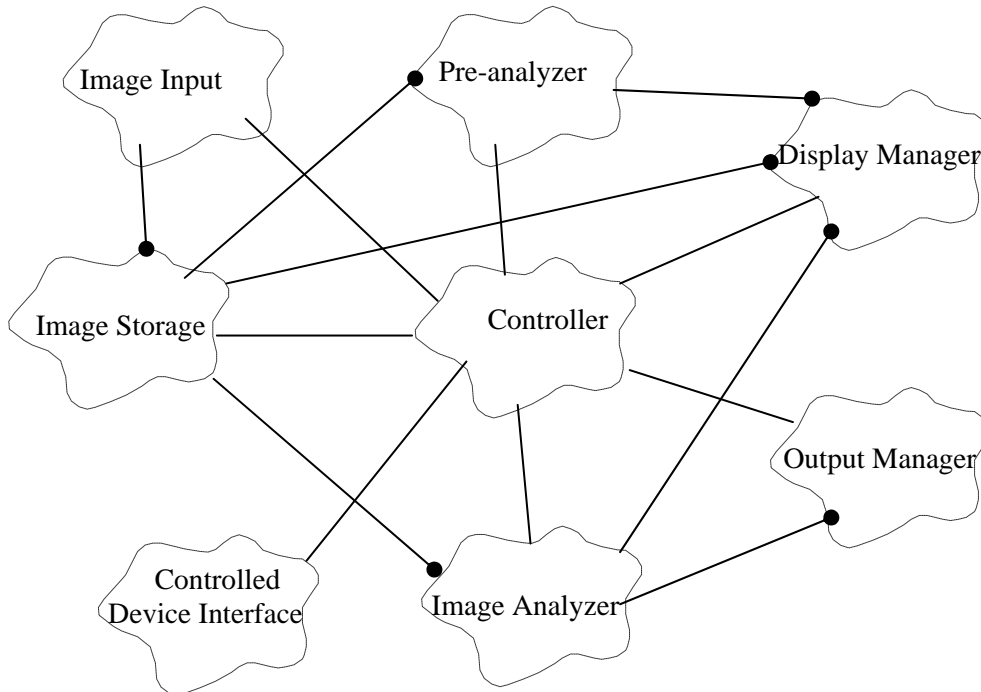 Image Input
Pre-analyzer
Display Manager
Image Storage
Controller
Output Manager
Controlled
Device Interface
Image Analyzer